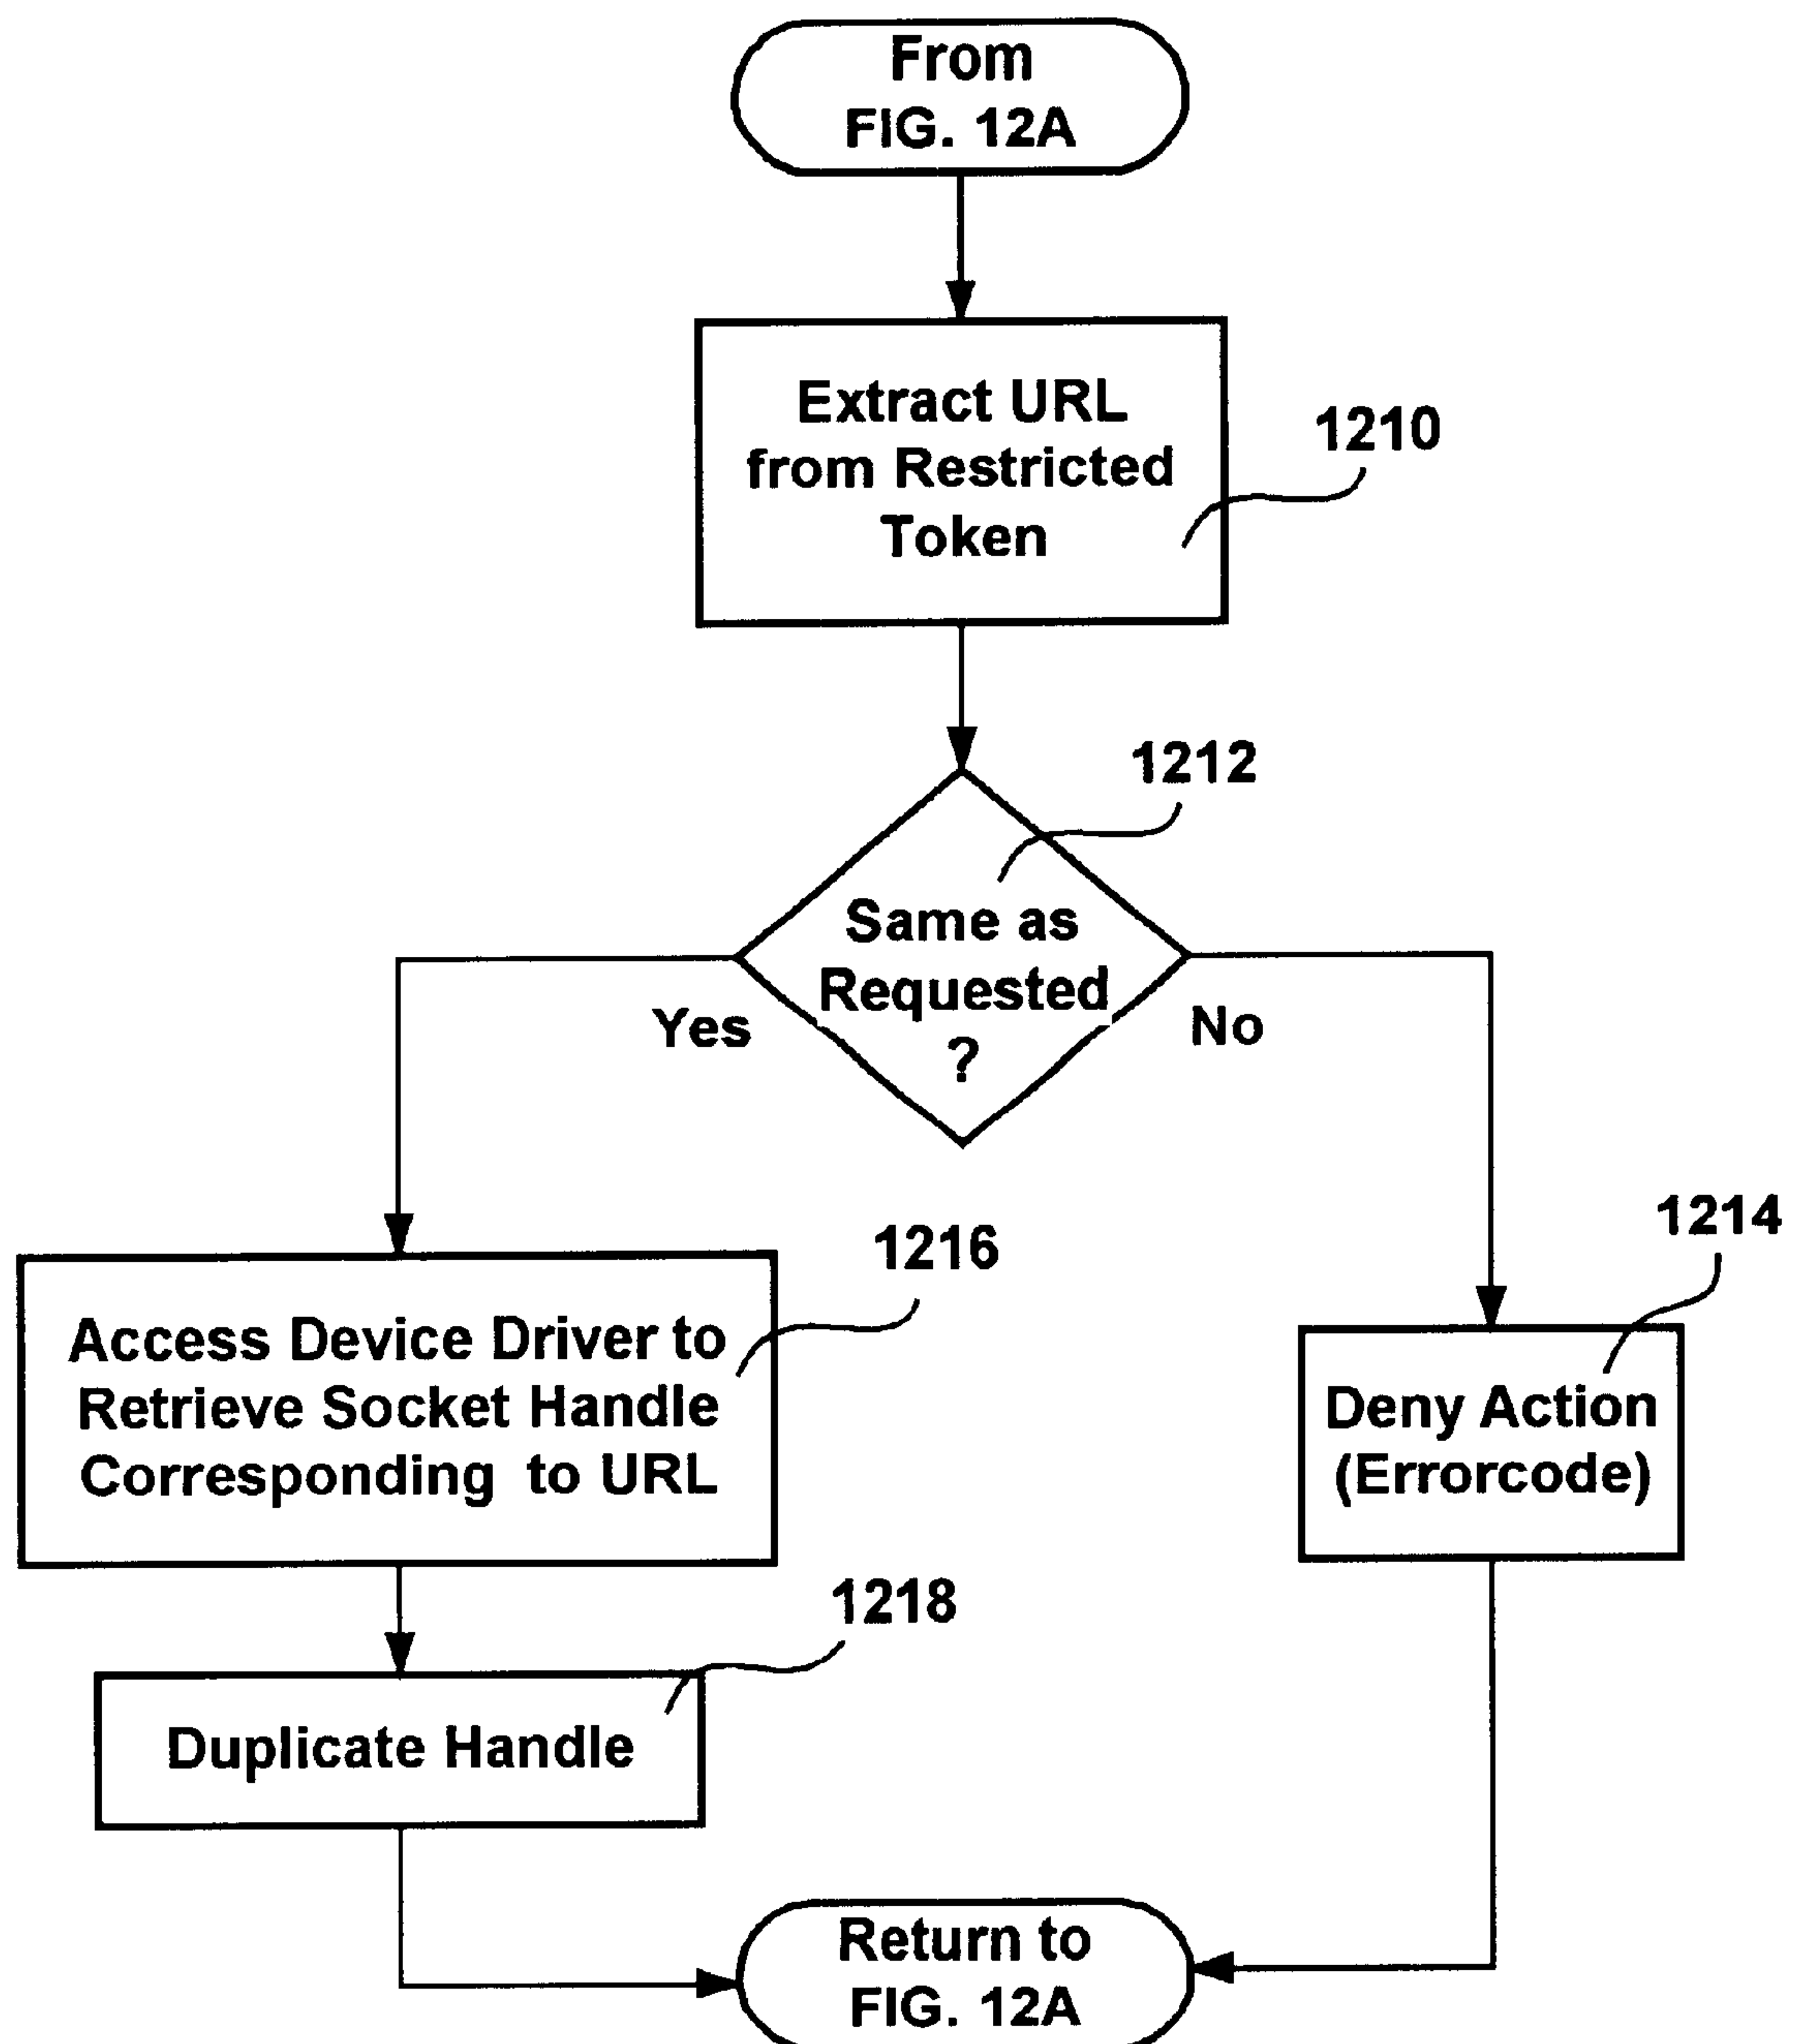 From
FIG. 12A
Extract URL
from Restricted
Token
1210
1212
Same as
Requested
?
Yes
No
1216
Access Device Driver to
Retrieve Socket Handle
Corresponding to URL
1214
Deny Action
(Errorcode)
1218
Duplicate Handle
Return to
FIG. 12A